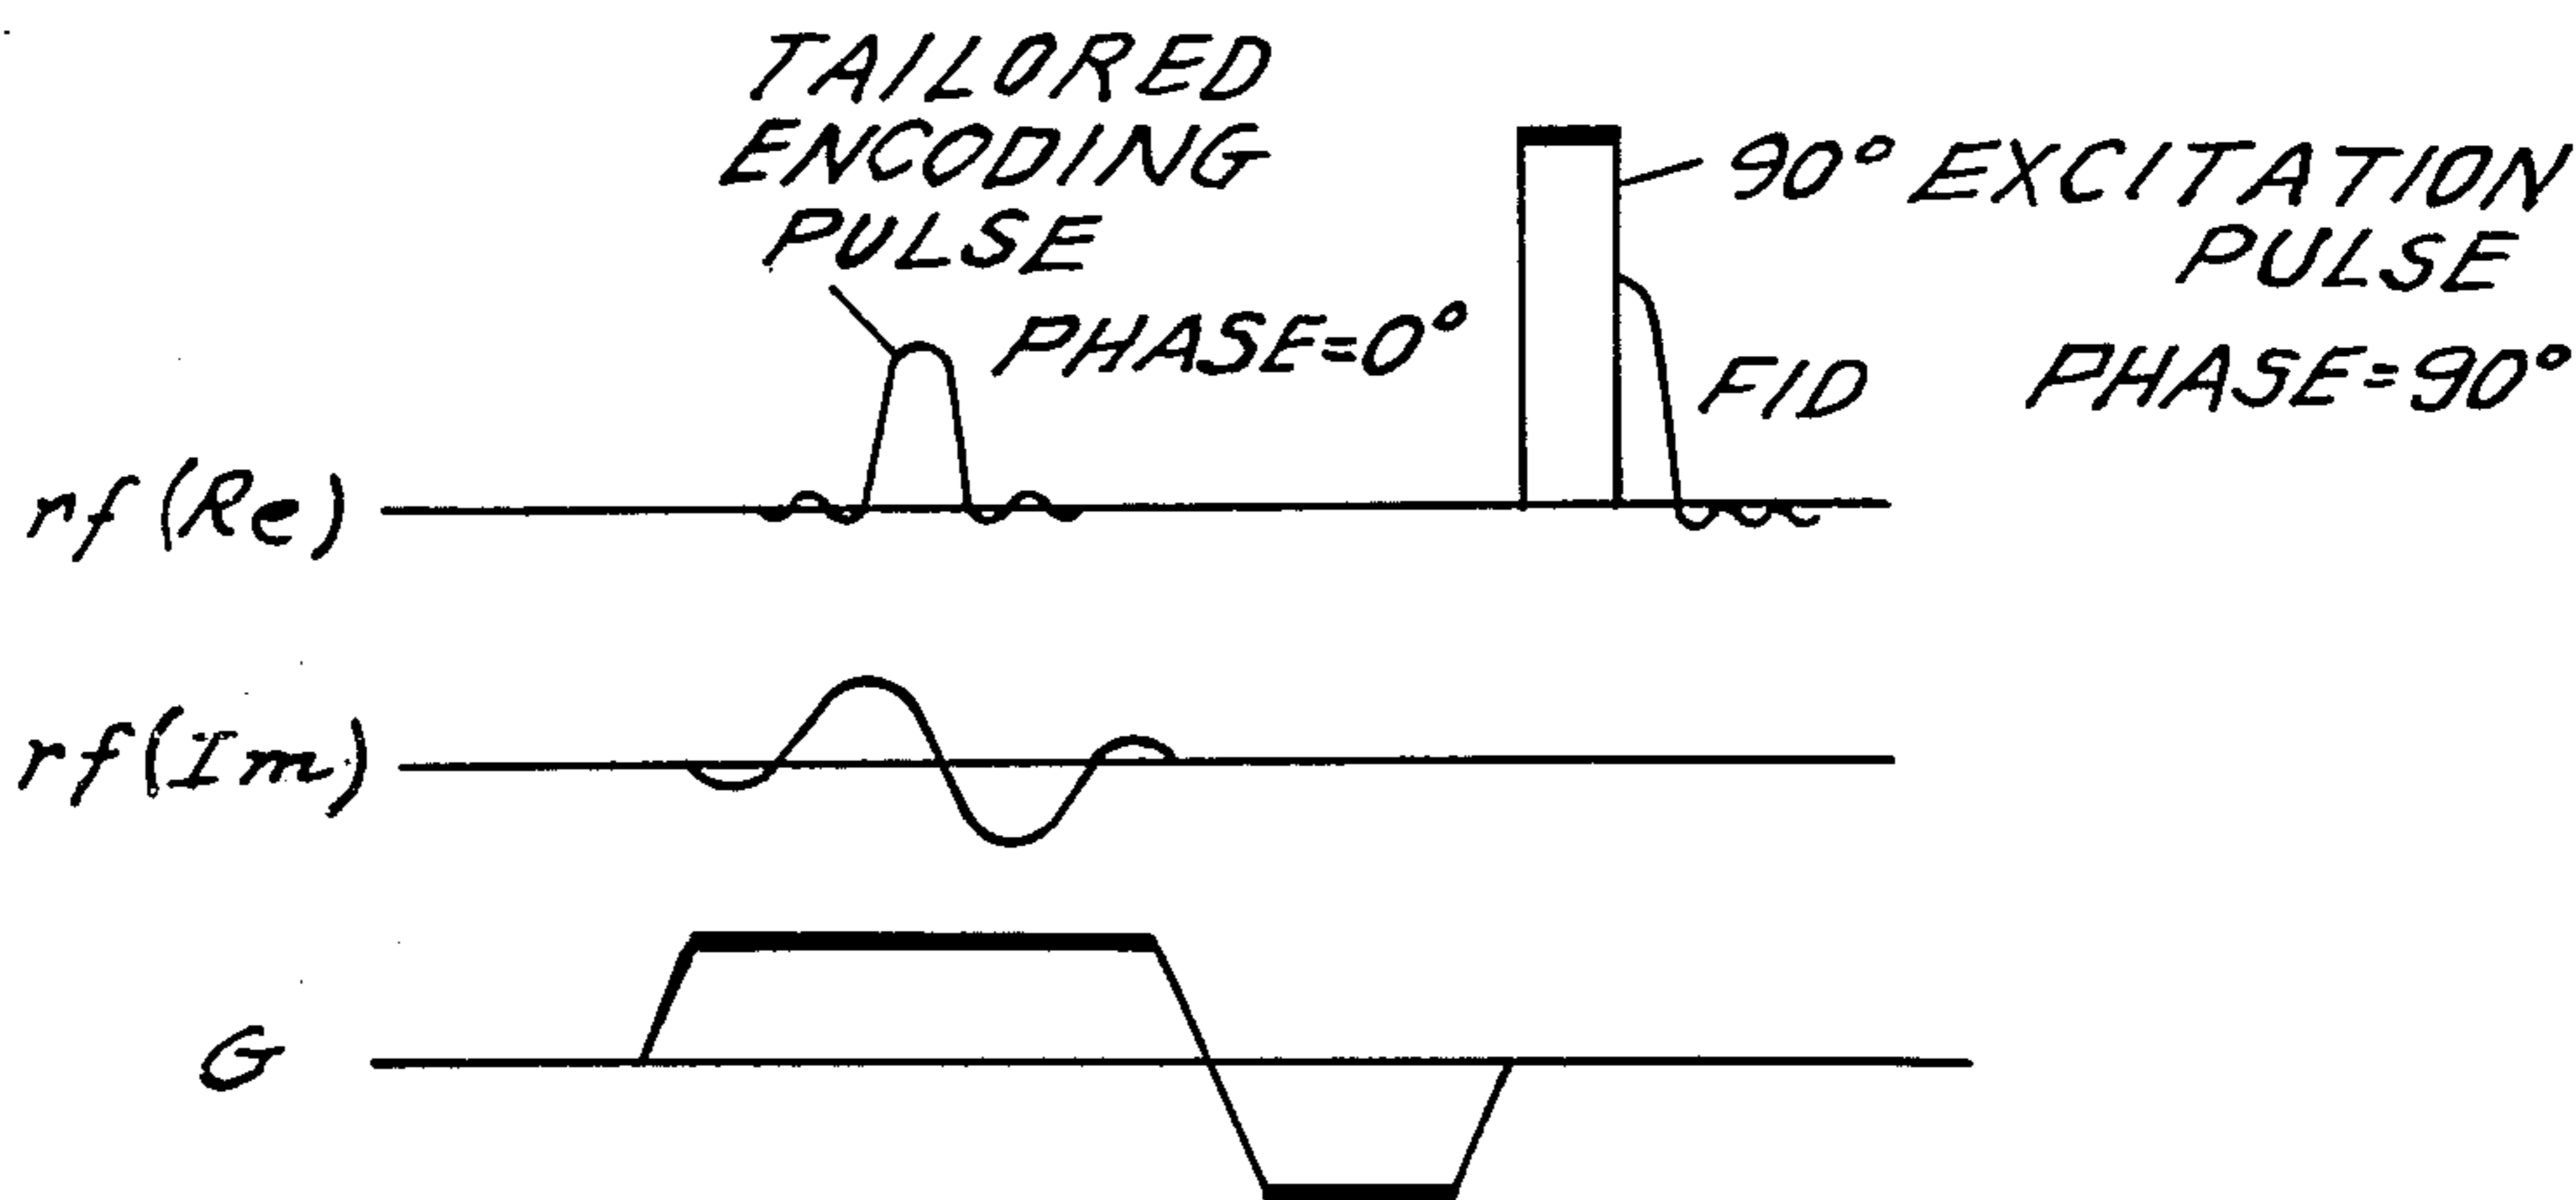 TAILORED
ENCODING
PULSE
PHASE=0°
90° EXCITATION
PULSE
PHASE=90°
FID
rf(Re)
rf(Im)
G